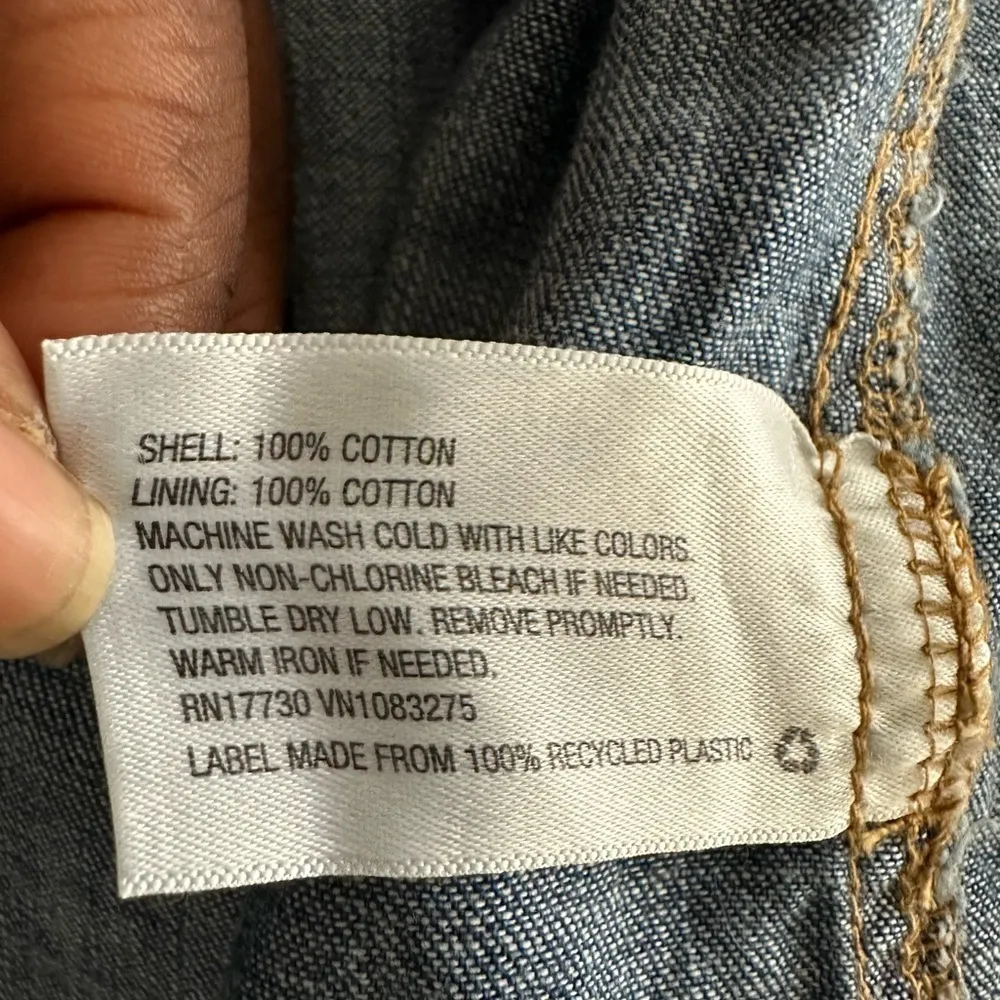 SHELL: 100% COTTON
LINING: 100% COTTON
MACHINE WASH COLD WITH LIKE COLORS.
ONLY NON-CHLORINE BLEACH IF NEEDED
TUMBLE DRY LOW. REMOVE PROMPTLY.
WARM IRON IF NEEDED.
RN17730 VN1083275
LABEL MADE FROM 100% RECYCLED PLASTIC